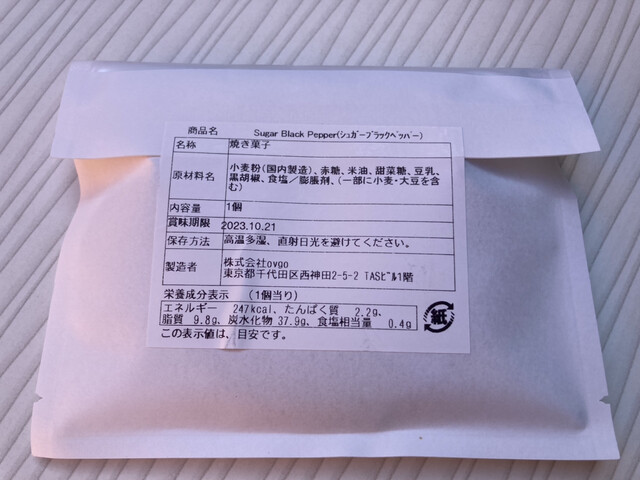 商品名 Sugar Black Pepper(シュガーブラックペッパー)
名称 焼き菓子
原材料名 小麦粉(国内製造)、赤糖、米油、甜菜糖、豆乳、
黒胡椒、食塩／膨脹剤、(一部に小麦・大豆を含
む)
内容量 1個
賞味期限 2023.10.21
保存方法 高温多湿、直射日光を避けてください。
製造者 株式会社ovgo
東京都千代田区西神田2-5-2 TASビル1階
栄養成分表示 (1個当り)
エネルギー 247kcal、たんぱく質 2.2g、
脂質 9.8g、炭水化物 37.9g、食塩相当量 0.4g
この表示値は、目安です。
紙